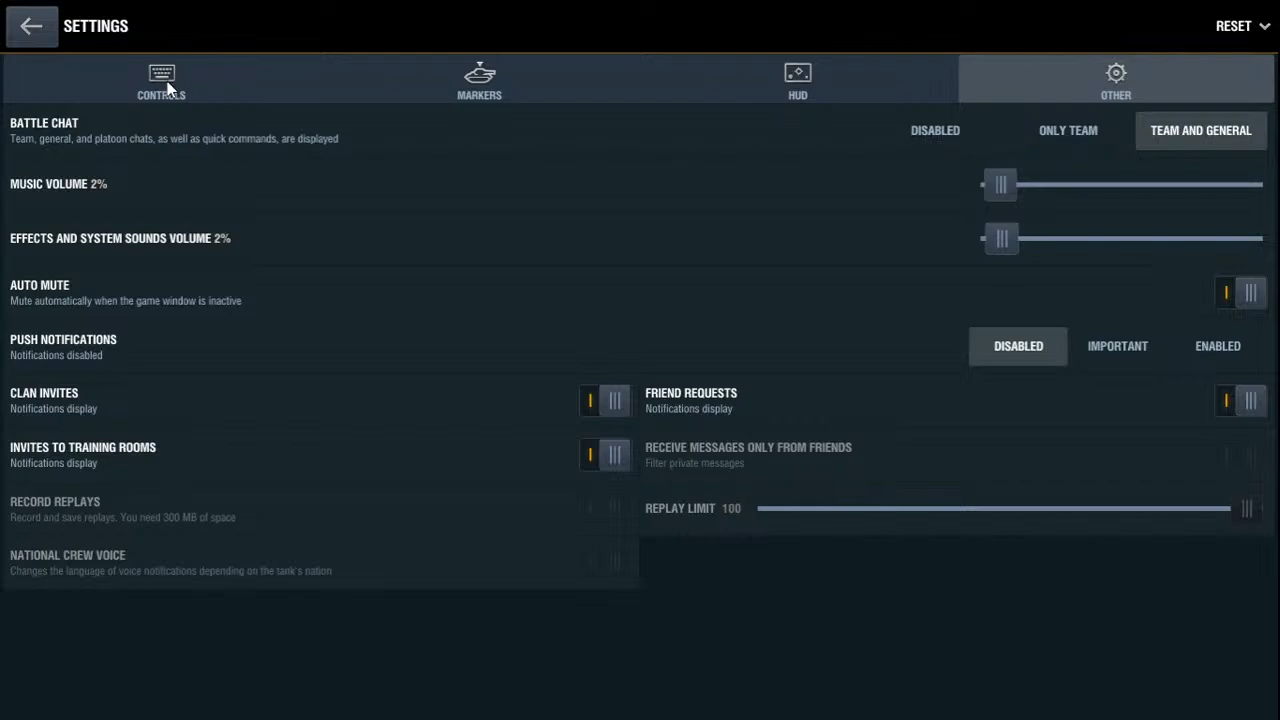 SETTINGS
RESET
CONTROLS
MARKERS
HUD
OTHER
BATTLE CHAT
Team, general, and platoon chats, as well as quick commands, are displayed
DISABLED
ONLY TEAM
TEAM AND GENERAL
MUSIC VOLUME 2%
EFFECTS AND SYSTEM SOUNDS VOLUME 2%
AUTO MUTE
Mute automatically when the game window is inactive
PUSH NOTIFICATIONS
Notifications disabled
DISABLED
IMPORTANT
ENABLED
CLAN INVITES
Notifications display
FRIEND REQUESTS
Notifications display
INVITES TO TRAINING ROOMS
Notifications display
RECEIVE MESSAGES ONLY FROM FRIENDS
Filter private messages
RECORD REPLAYS
Record and save replays. You need 300 MB of space
REPLAY LIMIT 100
NATIONAL CREW VOICE
Changes the language of voice notifications depending on the tank's nation